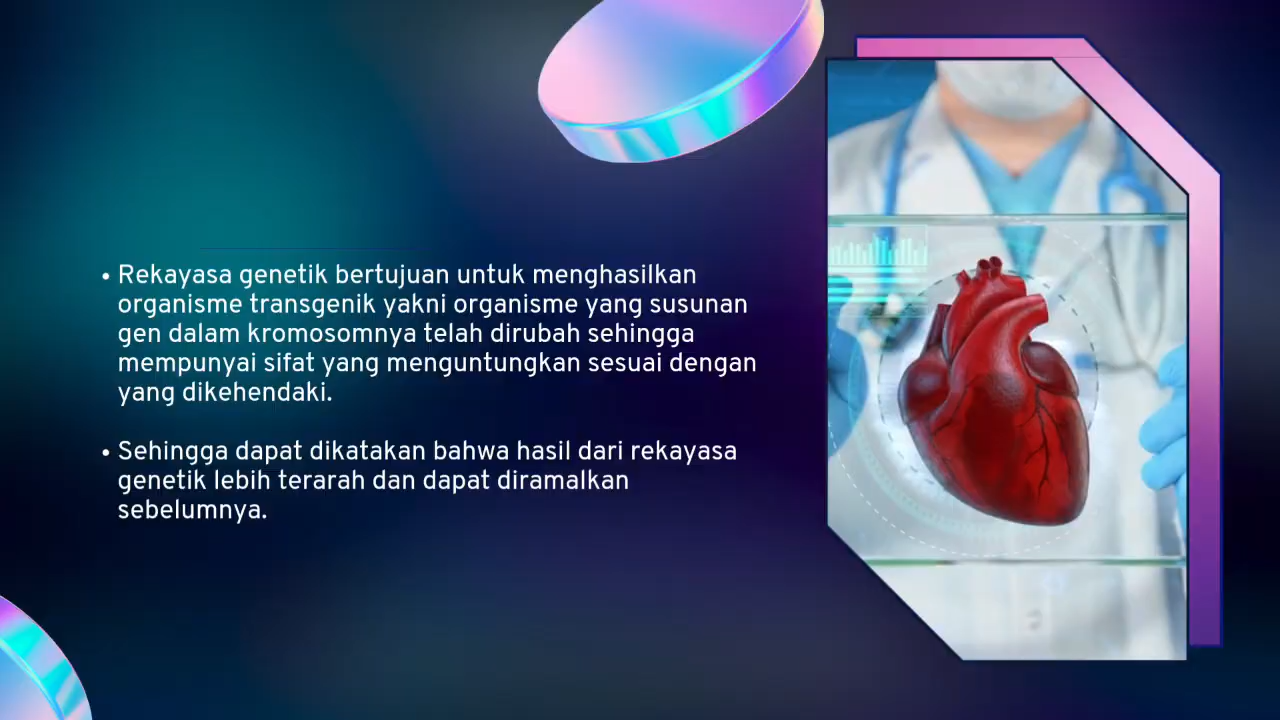 • Rekayasa genetik bertujuan untuk menghasilkan
organisme transgenik yakni organisme yang susunan
gen dalam kromosomnya telah dirubah sehingga
mempunyai sifat yang menguntungkan sesuai dengan
yang dikehendaki.
• Sehingga dapat dikatakan bahwa hasil dari rekayasa
genetik lebih terarah dan dapat diramalkan
sebelumnya.